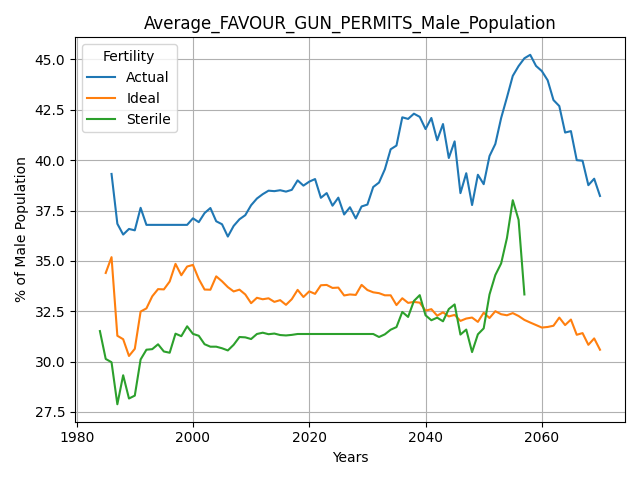 Average_FAVOUR_GUN_PERMITS_Male_Population
Fertility
Actual
Ideal
Sterile
% of Male Population
45.0
42.5
40.0
37.5
35.0
32.5
30.0
27.5
1980 2000 2020 2040 2060
Years